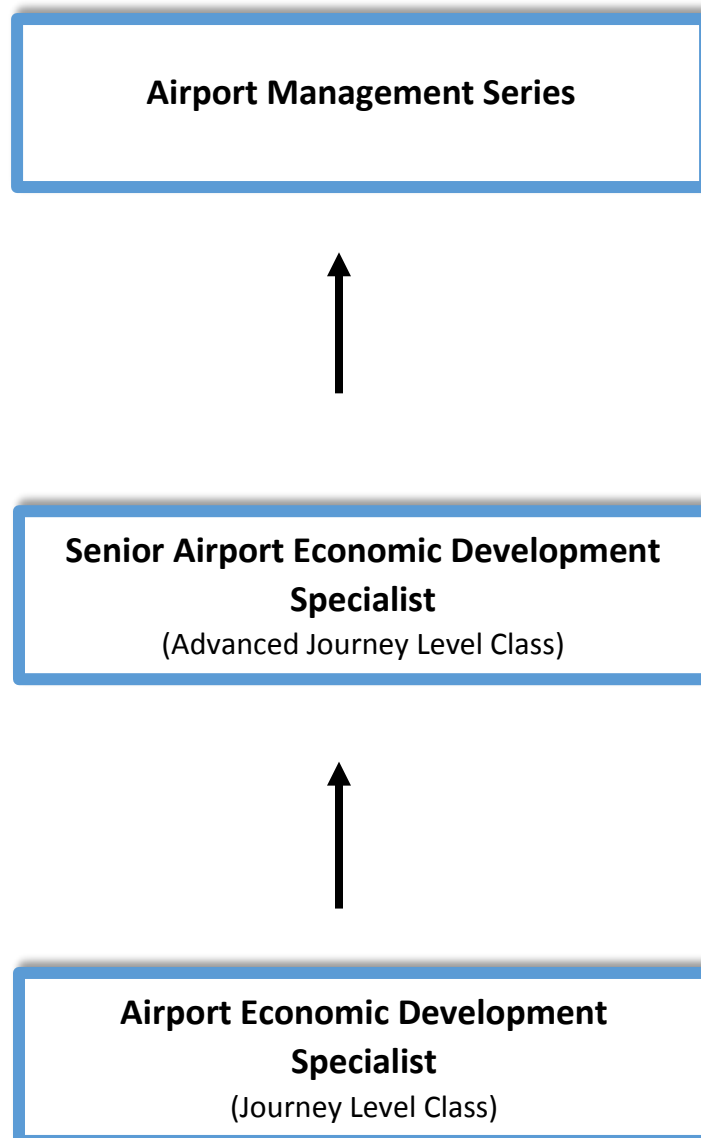 Airport Management Series
Senior Airport Economic Development
Specialist
(Advanced Journey Level Class)
Airport Economic Development
Specialist
(Journey Level Class)